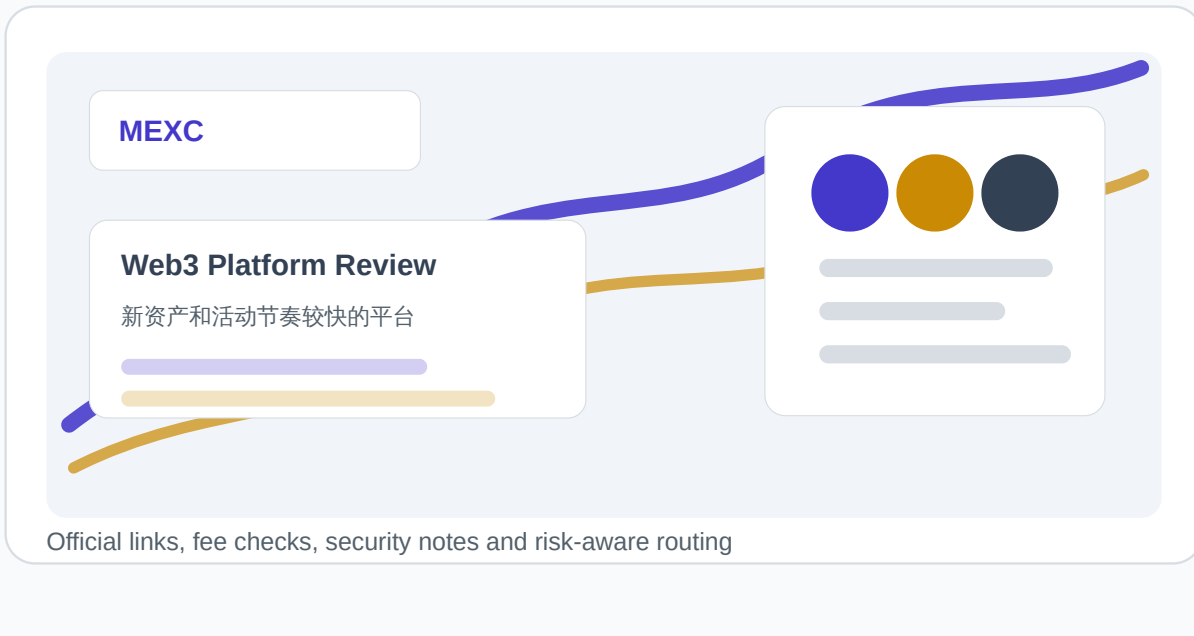 MEXC
Web3 Platform Review
新资产和活动节奏较快的平台
Official links, fee checks, security notes and risk-aware routing